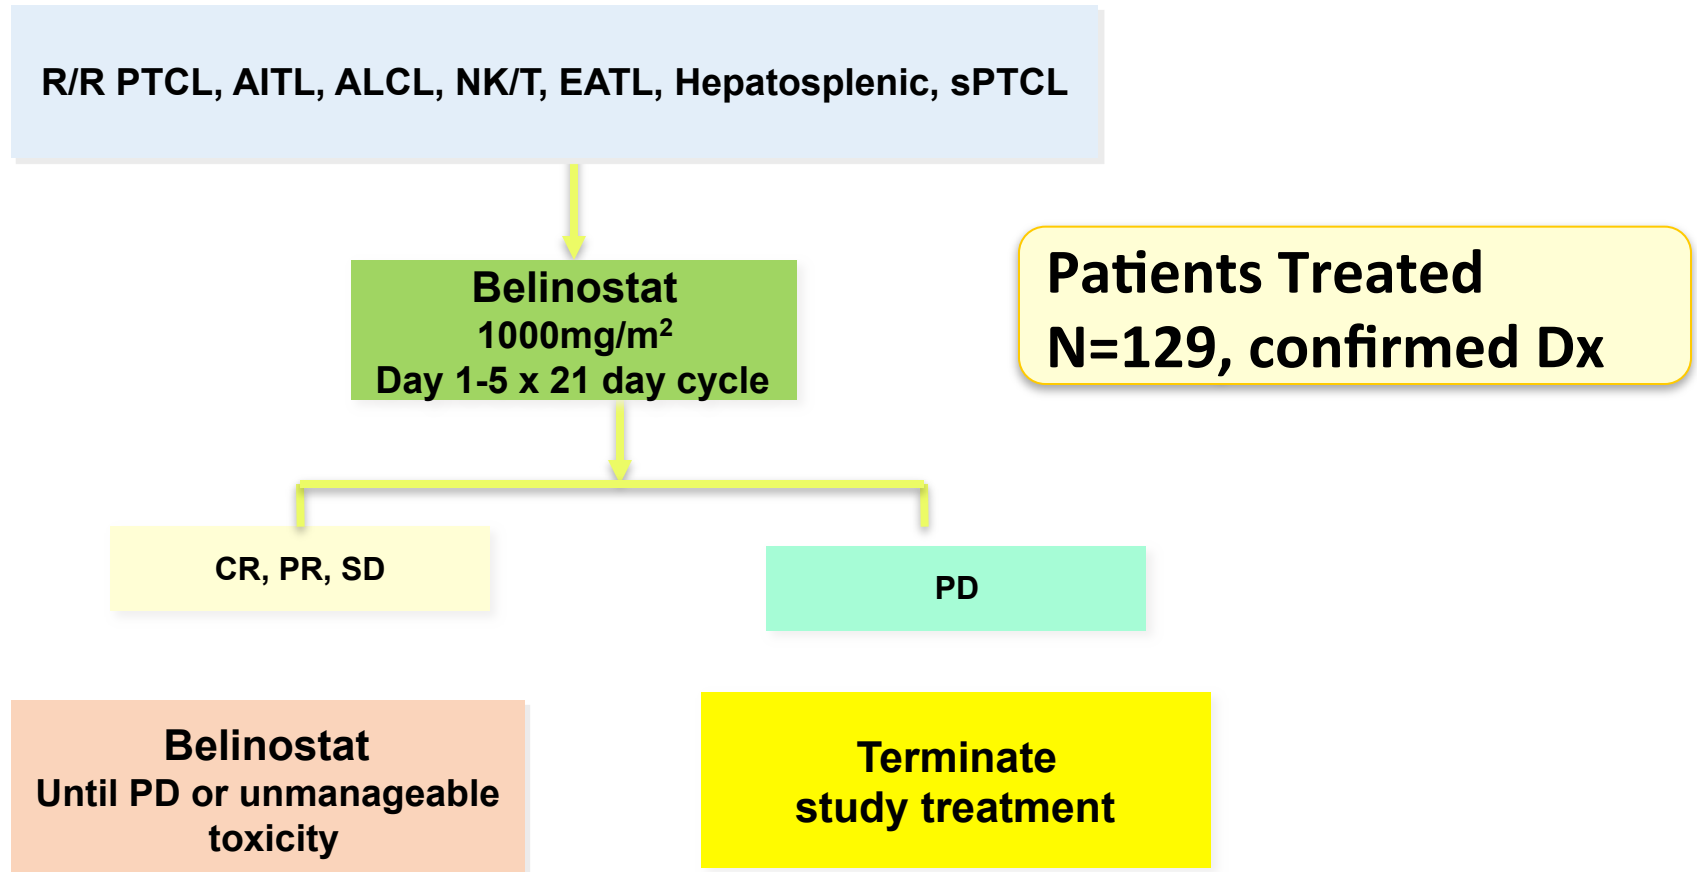 R/R PTCL, AITL, ALCL, NK/T, EATL, Hepatosplenic, sPTCL
Belinostat
1000mg/m²
Day 1-5 x 21 day cycle
Patients Treated
N=129, confirmed Dx
CR, PR, SD
PD
Belinostat
Until PD or unmanageable
toxicity
Terminate
study treatment